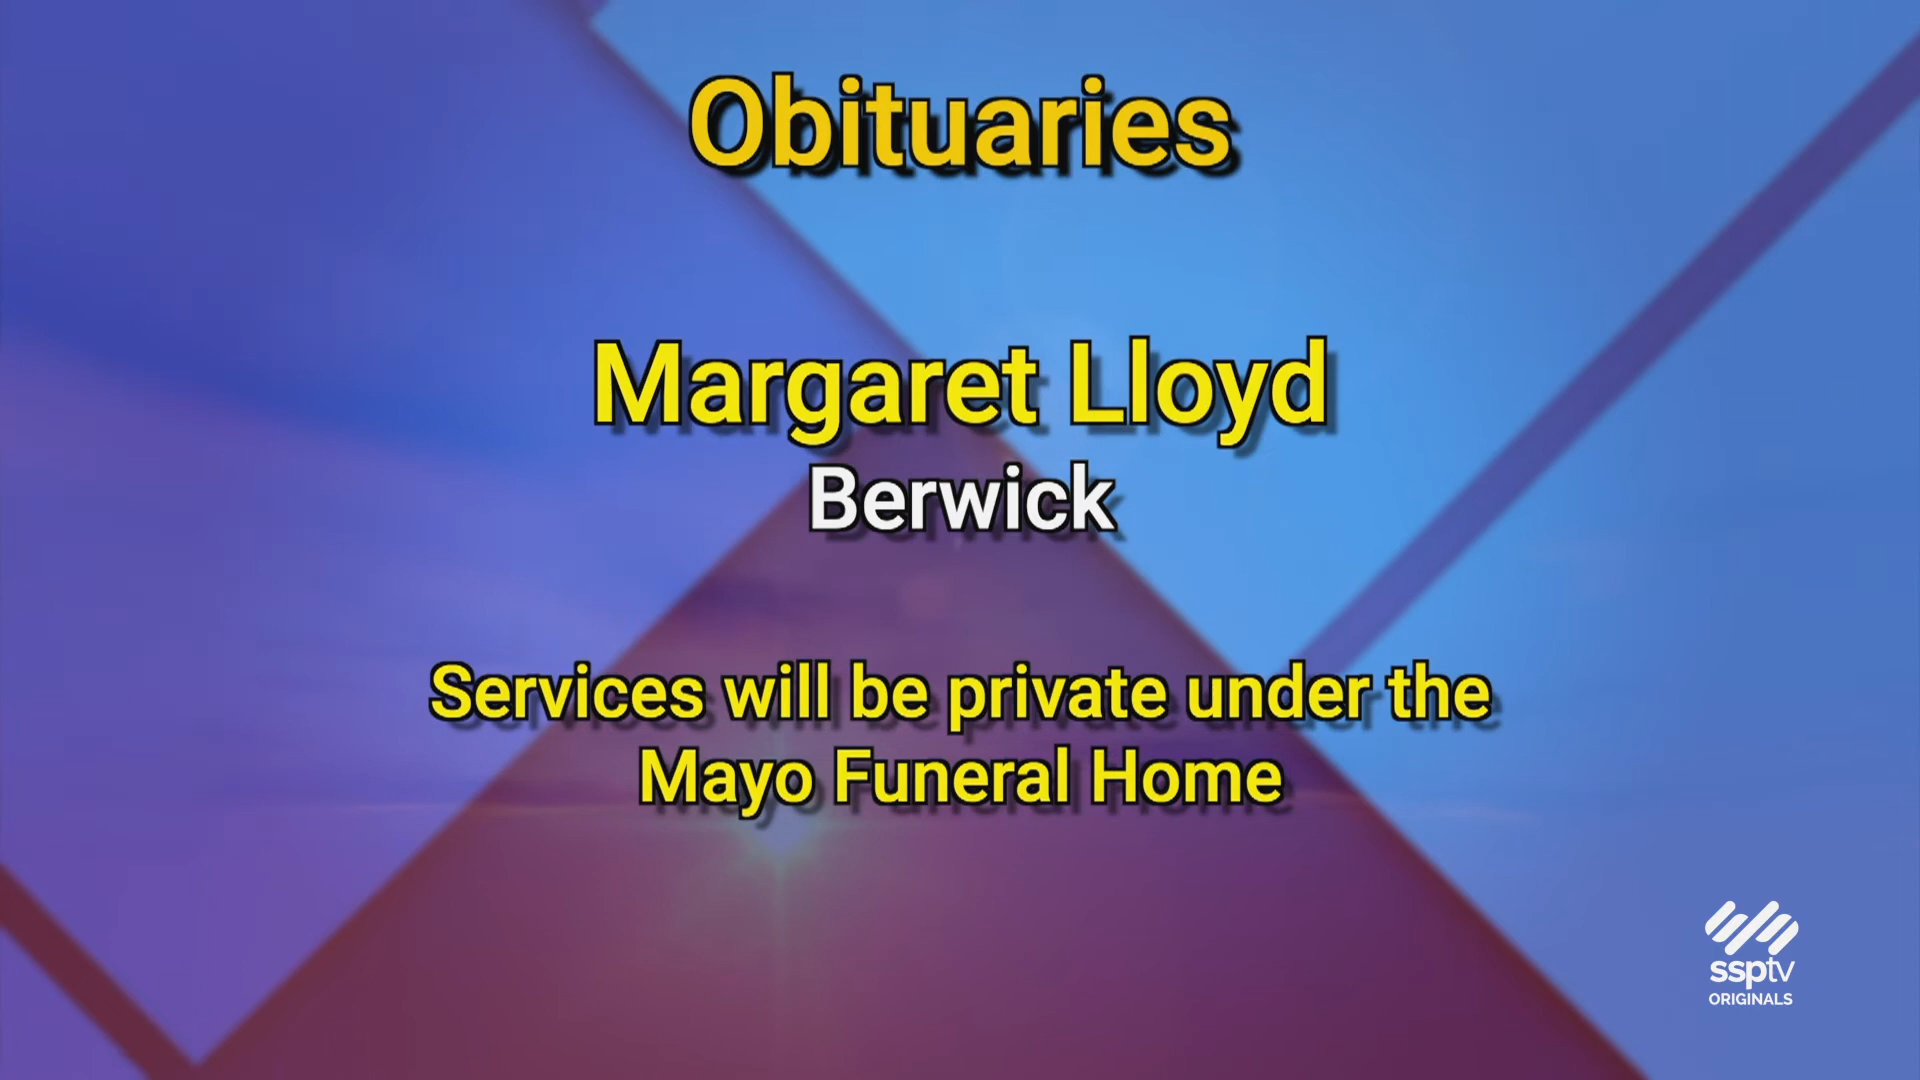 Obituaries
Margaret Lloyd
Berwick
Services will be private under the
Mayo Funeral Home
ssptv
ORIGINALS